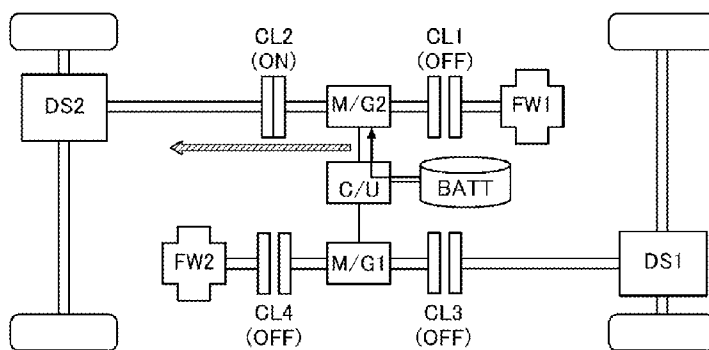 CL2
(ON)
CL1
(OFF)
DS2
M/G2
FW1
C/U
BATT
FW2
M/G1
DS1
CL4
(OFF)
CL3
(OFF)